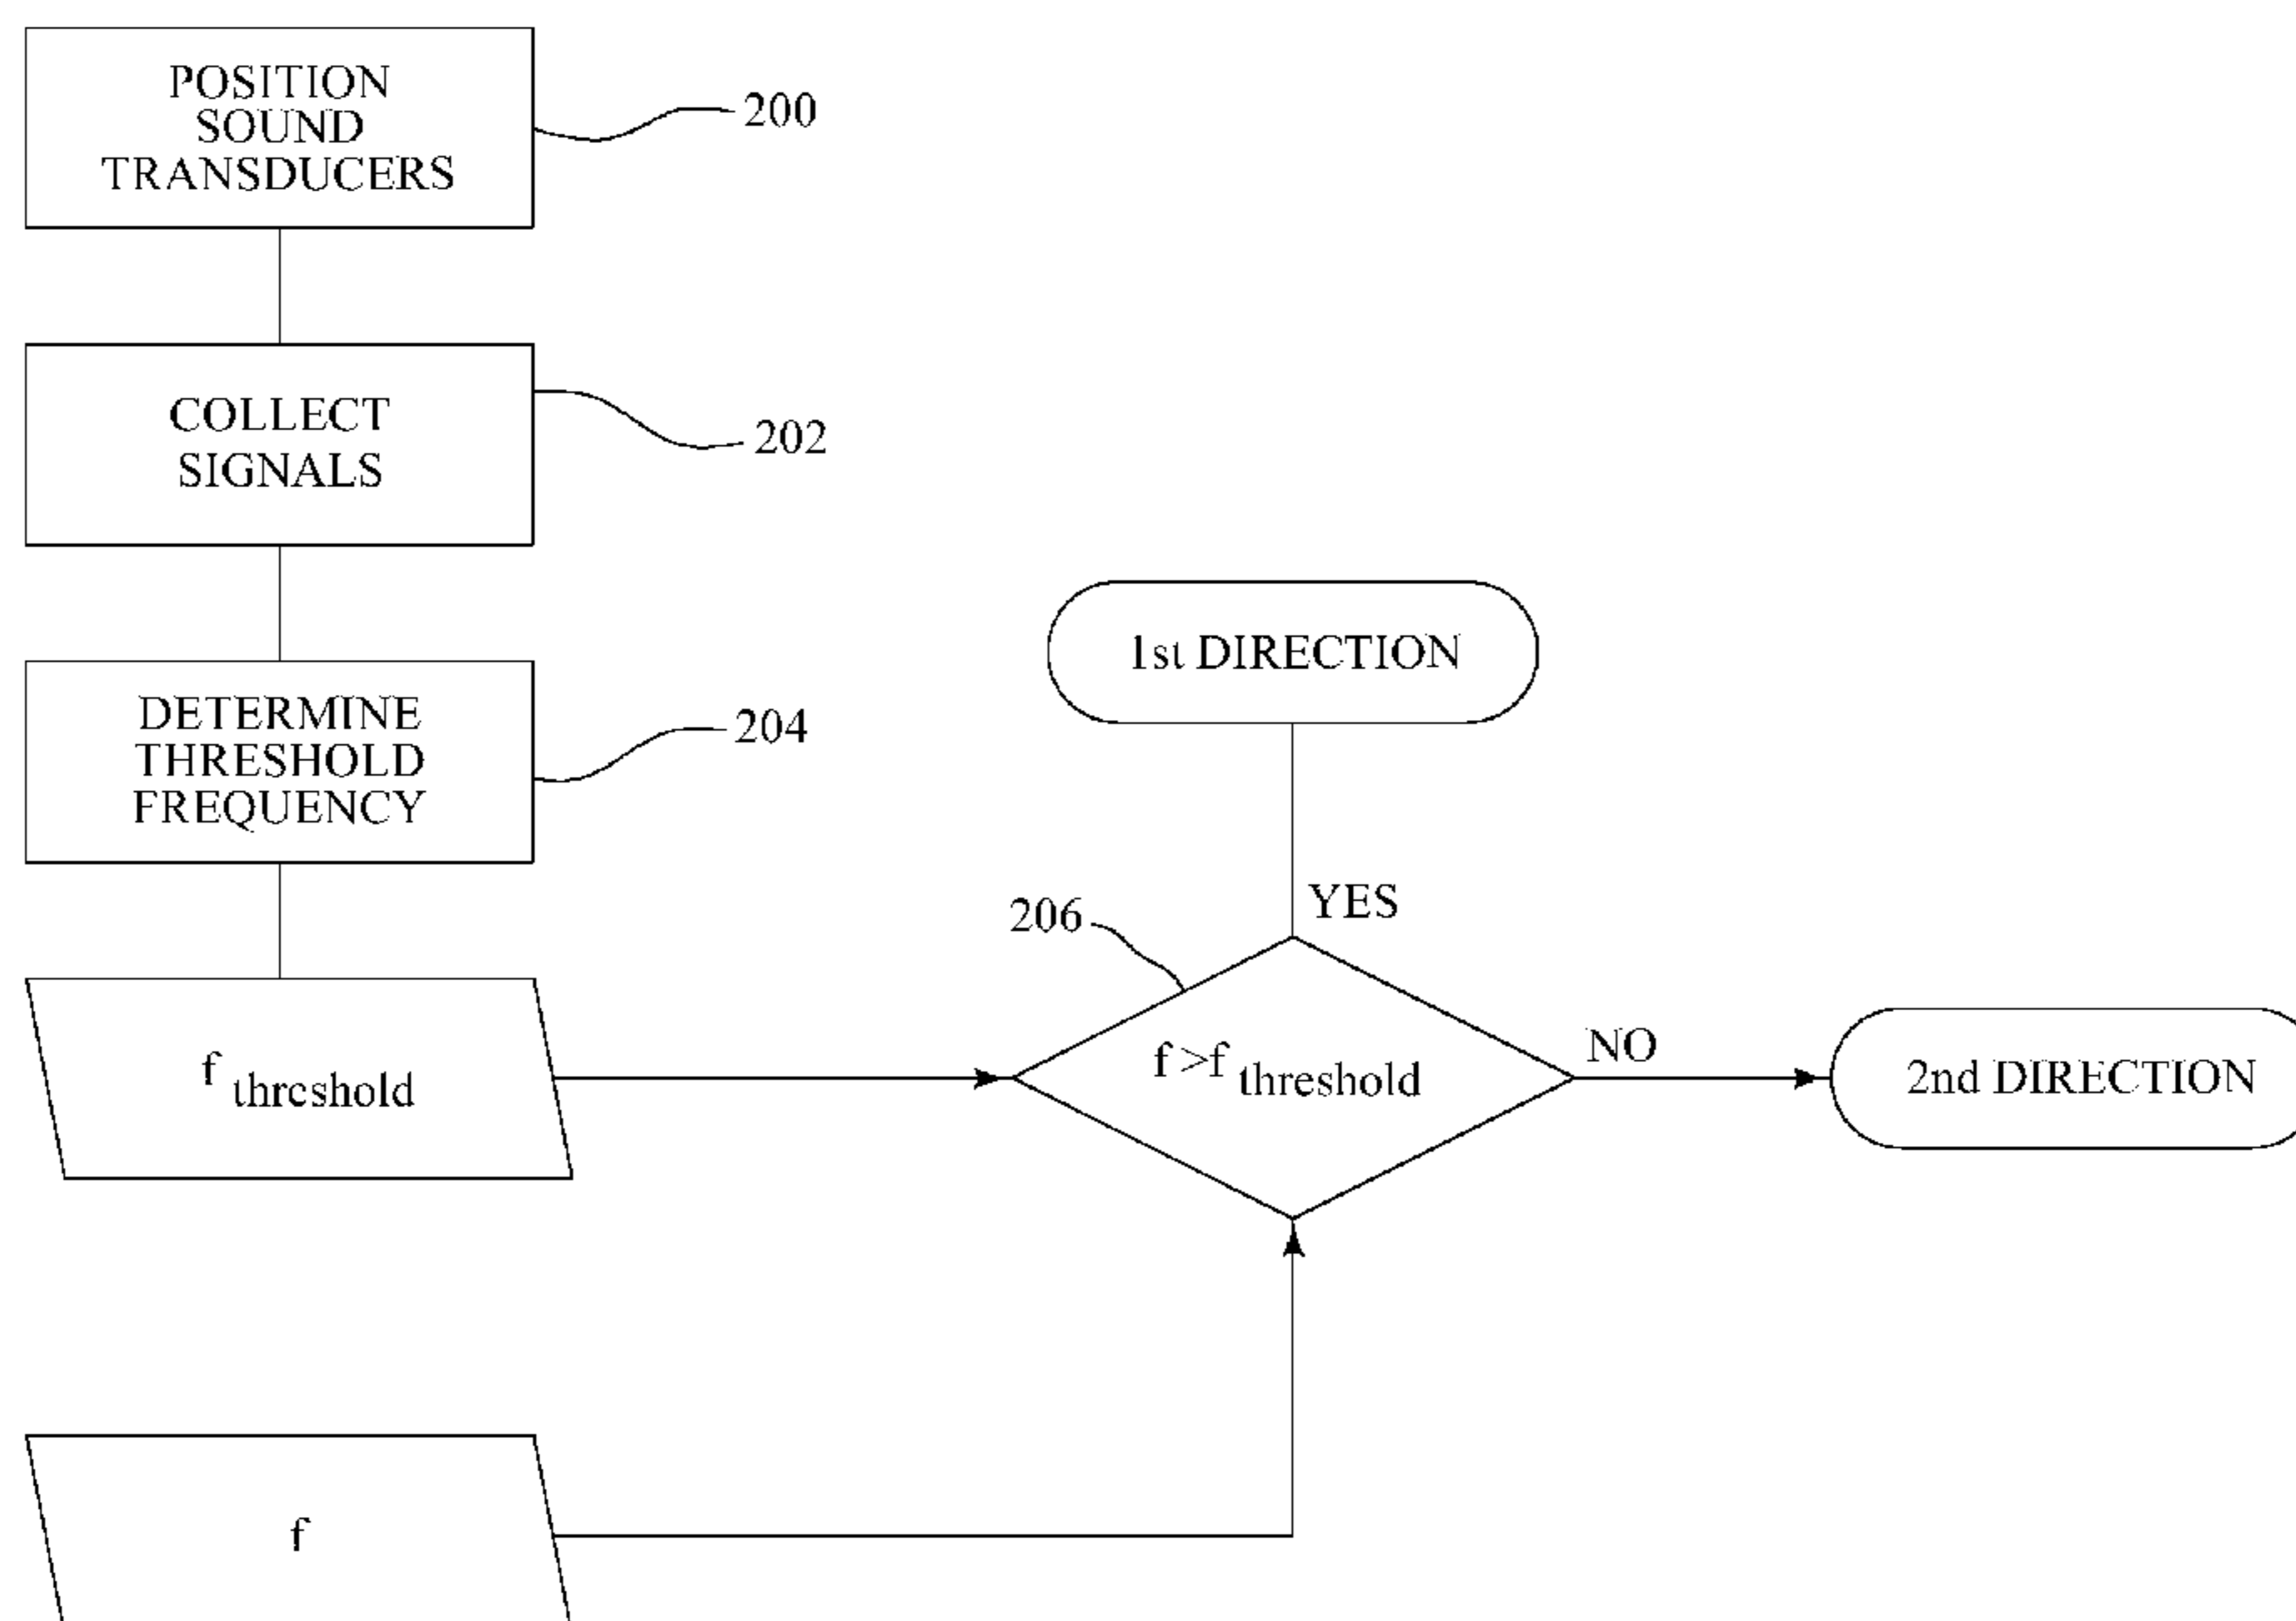 POSITION
SOUND
TRANSDUCERS
200
COLLECT
SIGNALS
202
DETERMINE
THRESHOLD
FREQUENCY
204
1st DIRECTION
YES
206
f threshold
f >f threshold
NO
2nd DIRECTION
f